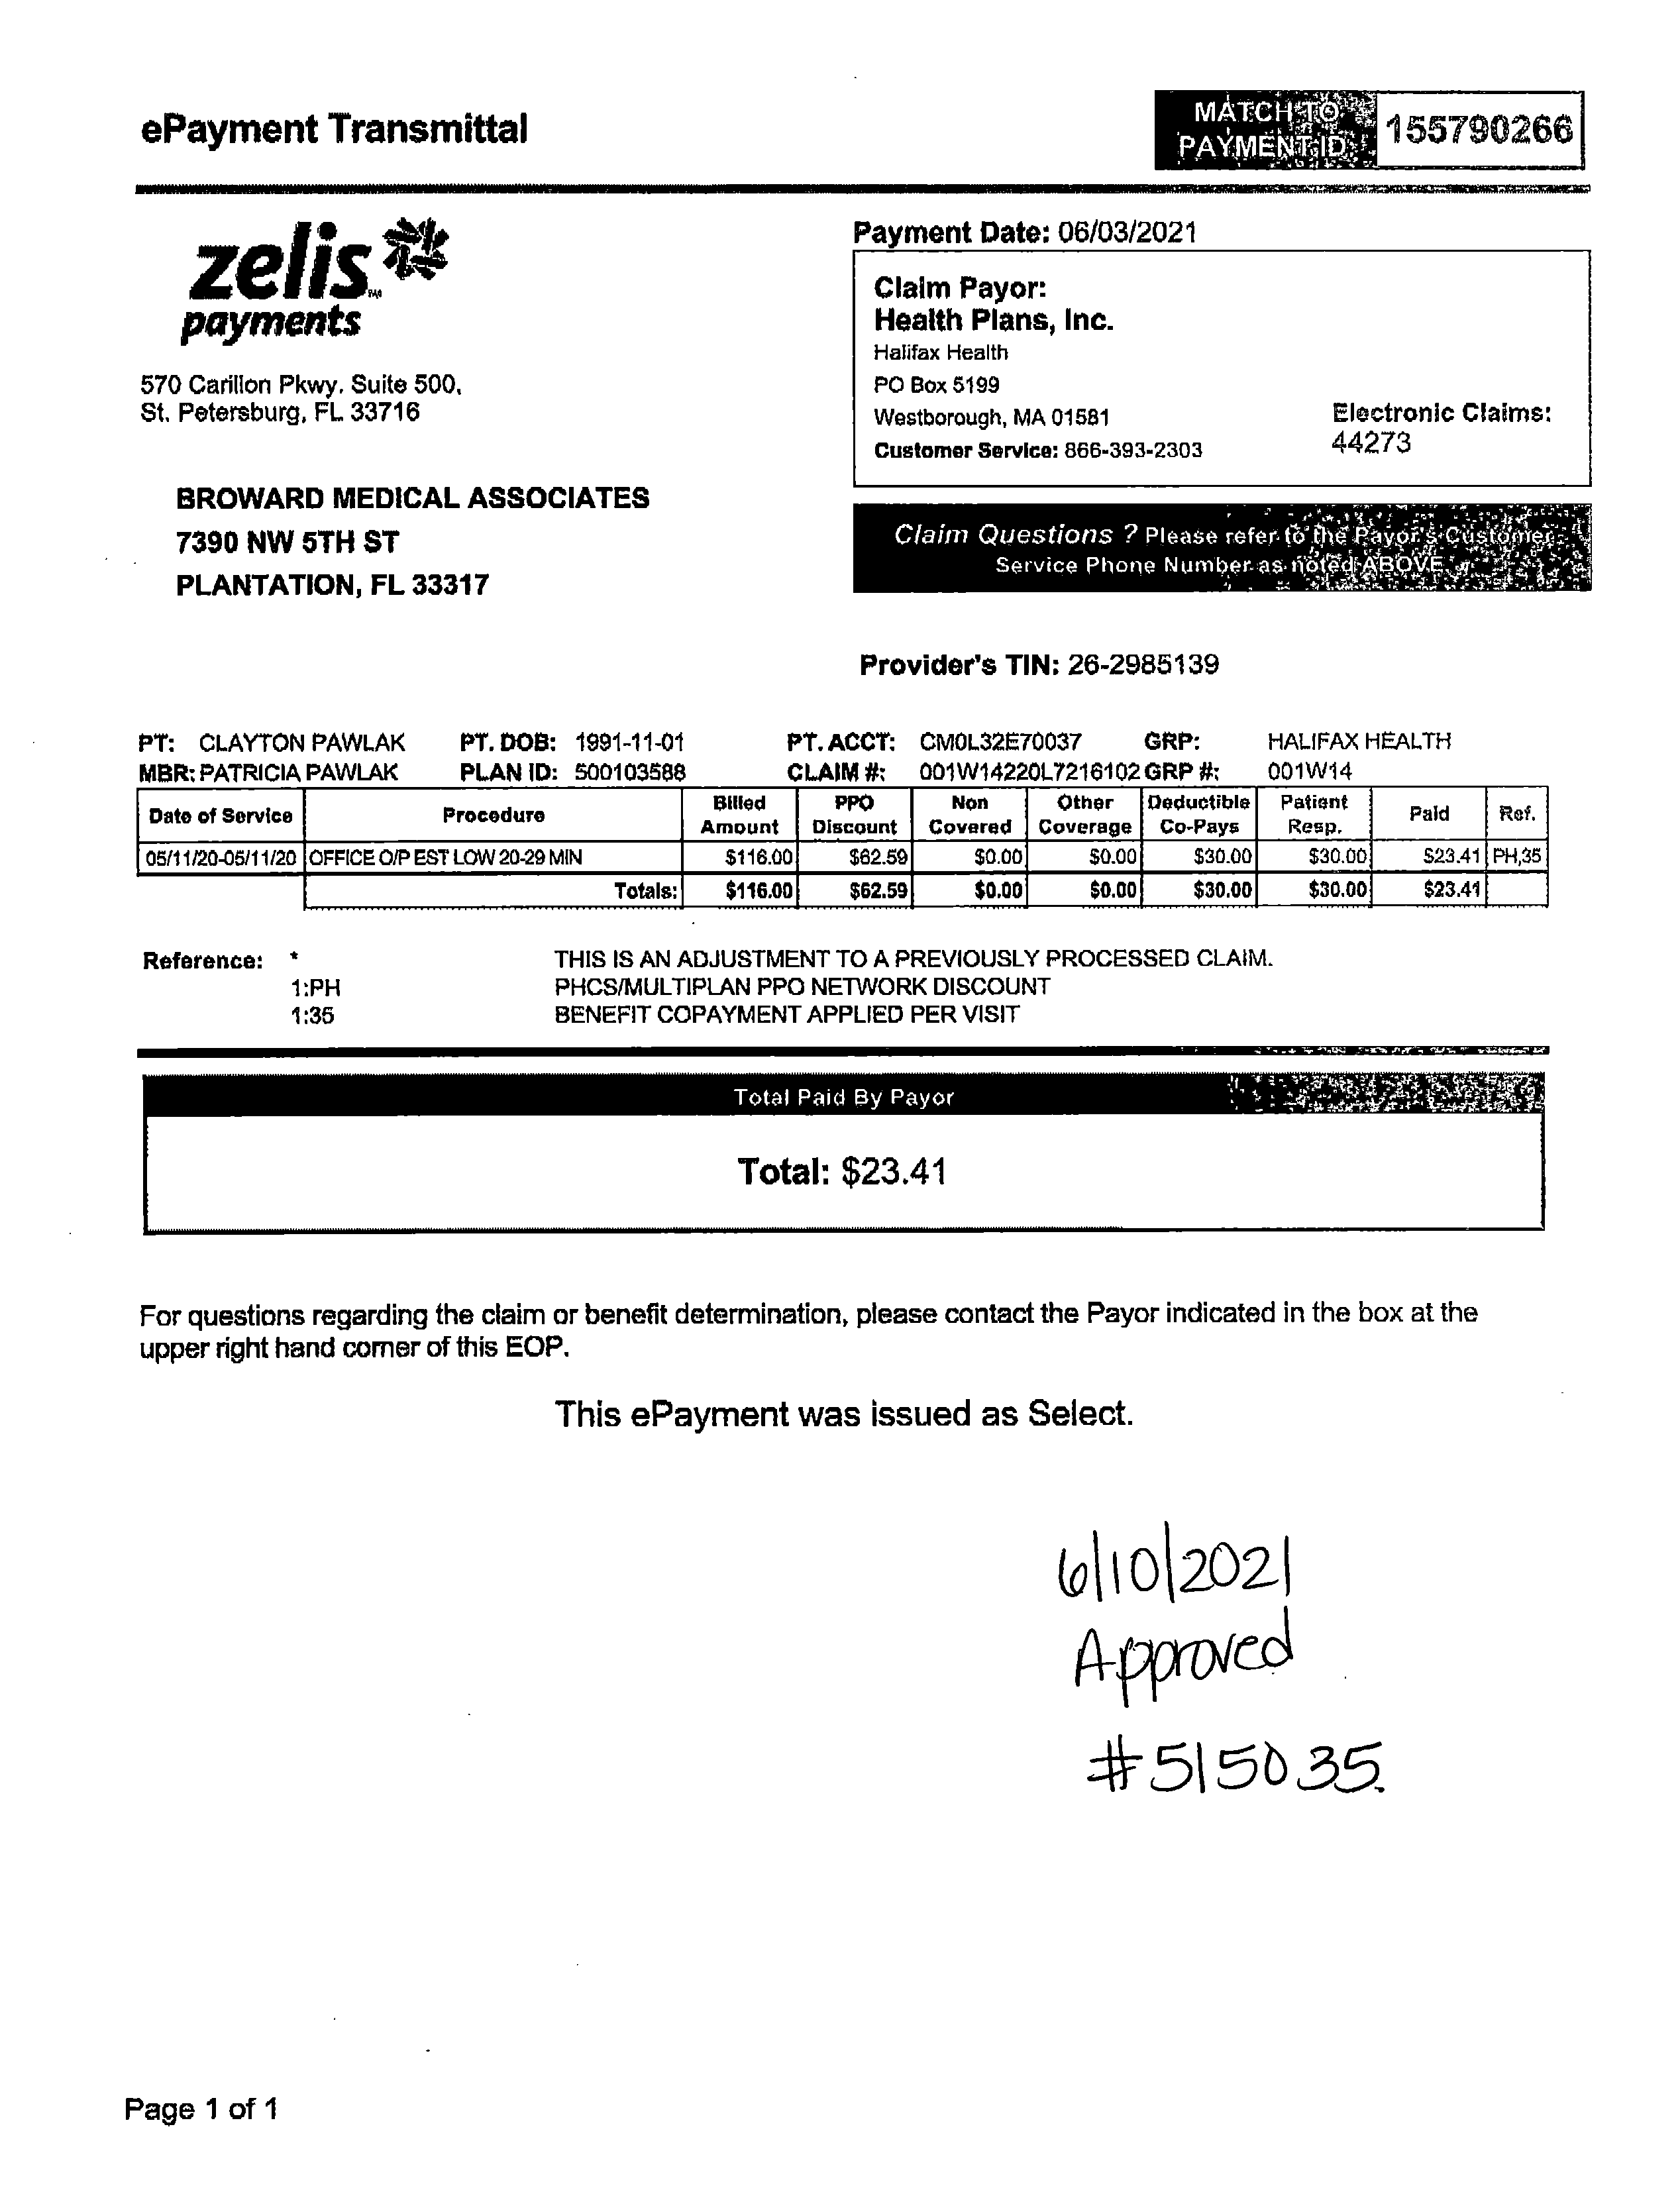 ePayment Transmittal
MATCH TO
PAYMENT ID
155790266
zelis
payments
570 Carillon Pkwy. Suite 500,
St. Petersburg, FL 33716
Payment Date: 06/03/2021
Claim Payor:
Health Plans, Inc.
Halifax Health
PO Box 5199
Westborough, MA 01581
Customer Service: 866-393-2303
Electronic Claims:
44273
BROWARD MEDICAL ASSOCIATES
7390 NW 5TH ST
PLANTATION, FL 33317
Claim Questions ? Please refer to the Payor's Customer
Service Phone Number as noted ABOVE
Provider's TIN: 26-2985139
PT: CLAYTON PAWLAK PT. DOB: 1991-11-01 PT. ACCT: CM0L32E70037 GRP: HALIFAX HEALTH
MBR: PATRICIA PAWLAK PLAN ID: 500103588 CLAIM #: 001W14220L7216102 GRP #: 001W14
Date of Service Procedure Billed Amount PPO Discount Non Covered Other Coverage Deductible Co-Pays Patient Resp. Paid Ref.
05/11/20-05/11/20 OFFICE O/P EST LOW 20-29 MIN $116.00 $62.59 $0.00 $0.00 $30.00 $30.00 $23.41 PH,35
Totals: $116.00 $62.59 $0.00 $0.00 $30.00 $30.00 $23.41
Reference: * THIS IS AN ADJUSTMENT TO A PREVIOUSLY PROCESSED CLAIM.
1:PH PHCS/MULTIPLAN PPO NETWORK DISCOUNT
1:35 BENEFIT COPAYMENT APPLIED PER VISIT
Total Paid By Payor
Total: $23.41
For questions regarding the claim or benefit determination, please contact the Payor indicated in the box at the
upper right hand corner of this EOP.
This ePayment was issued as Select.
6/10/2021
Approved
#515035
Page 1 of 1